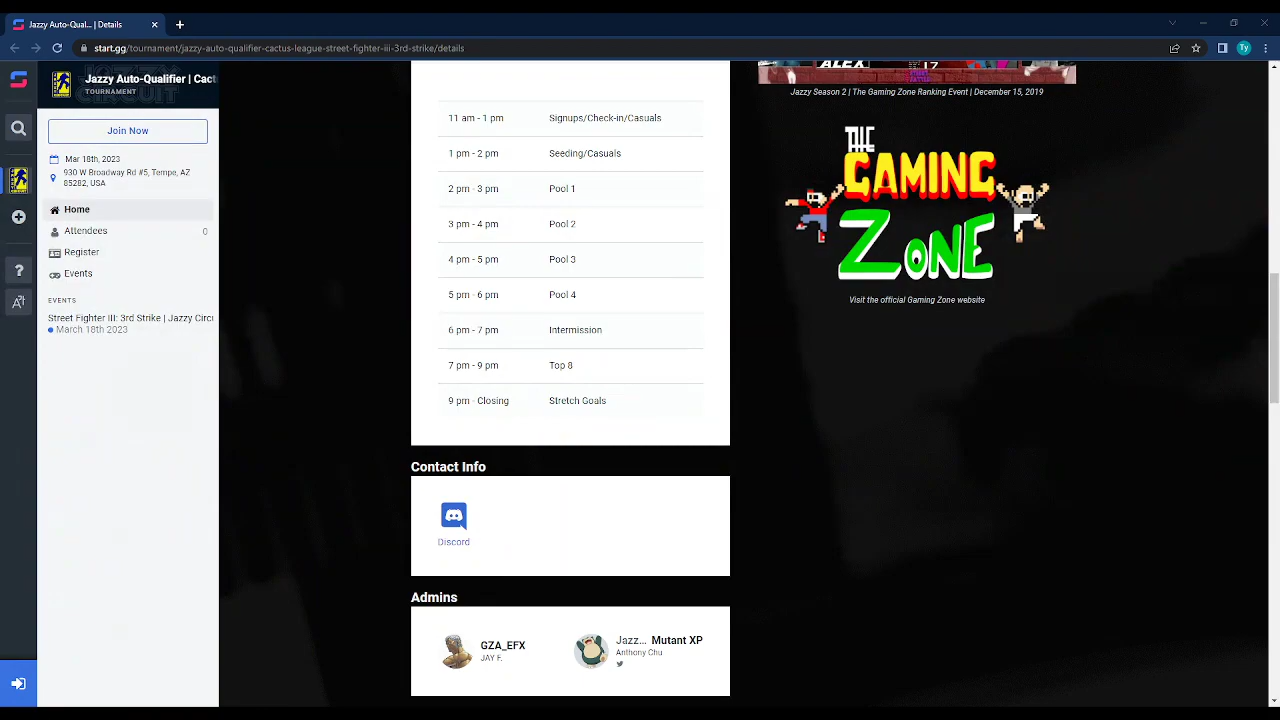 Jazzy Auto-Qual... | Details
Ty
start.gg/tournament/jazzy-auto-qualifier-cactus-league-street-fighter-iii-3rd-strike/details
Jazzy Auto-Qualifier | Cact
TOURNAMENT
Join Now
Mar 18th, 2023
930 W Broadway Rd #5, Tempe, AZ
85282, USA
Home
Attendees 0
Register
Events
EVENTS
Street Fighter III: 3rd Strike | Jazzy Circu
March 18th 2023
11 am - 1 pm Signups/Check-in/Casuals
1 pm - 2 pm Seeding/Casuals
2 pm - 3 pm Pool 1
3 pm - 4 pm Pool 2
4 pm - 5 pm Pool 3
5 pm - 6 pm Pool 4
6 pm - 7 pm Intermission
7 pm - 9 pm Top 8
9 pm - Closing Stretch Goals
Contact Info
Discord
Admins
GZA_EFX
JAY F.
Jazz... Mutant XP
Anthony Chu
ALEX
Jazzy Season 2 | The Gaming Zone Ranking Event | December 15, 2019
THE
GAMING
ZONE
Visit the official Gaming Zone website